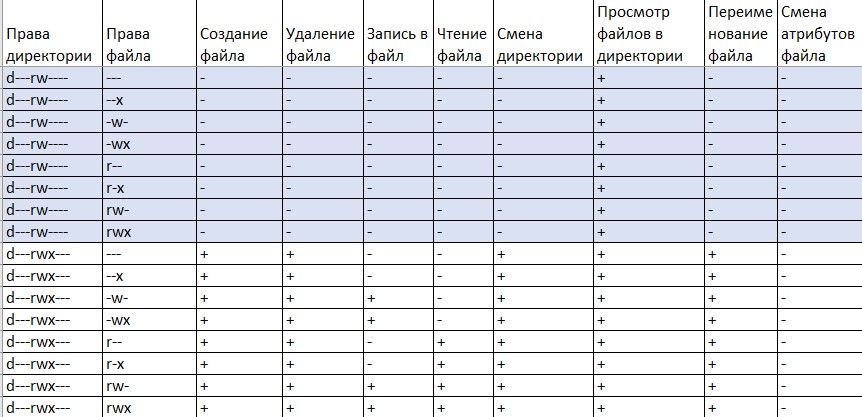 Права директории | Права файла | Создание файла | Удаление файла | Запись в файл | Чтение файла | Смена директории | Просмотр файлов в директории | Переименование файла | Смена атрибутов файла
d---rw---- | --- | - | - | - | - | - | + | - | -
d---rw---- | --x | - | - | - | - | - | + | - | -
d---rw---- | -w- | - | - | - | - | - | + | - | -
d---rw---- | -wx | - | - | - | - | - | + | - | -
d---rw---- | r-- | - | - | - | - | - | + | - | -
d---rw---- | r-x | - | - | - | - | - | + | - | -
d---rw---- | rw- | - | - | - | - | - | + | - | -
d---rw---- | rwx | - | - | - | - | - | + | - | -
d---rwx--- | --- | + | + | - | - | + | + | + | -
d---rwx--- | --x | + | + | - | - | + | + | + | -
d---rwx--- | -w- | + | + | + | - | + | + | + | -
d---rwx--- | -wx | + | + | + | - | + | + | + | -
d---rwx--- | r-- | + | + | - | + | + | + | + | -
d---rwx--- | r-x | + | + | - | + | + | + | + | -
d---rwx--- | rw- | + | + | + | + | + | + | + | -
d---rwx--- | rwx | + | + | + | + | + | + | + | -